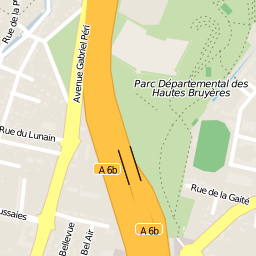 Rue de la P
Avenue Gabriel Péri
Parc Départemental des
Hautes Bruyères
Rue du Lunain
A 6b
Rue de la Gaité
ussaies
Bellevue
Bel Air
A 6b